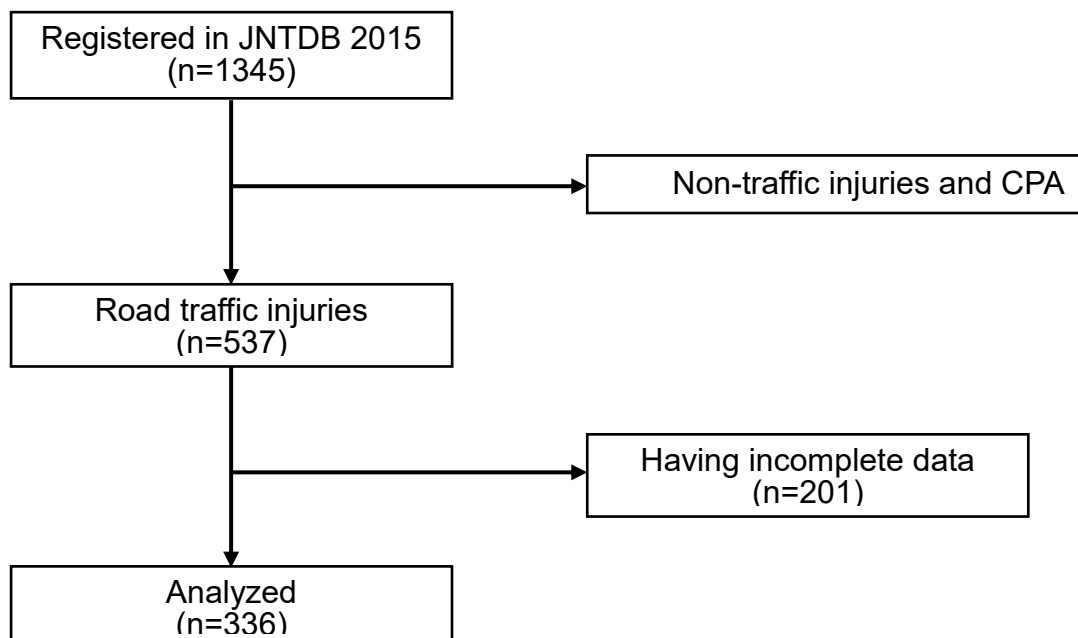 Registered in JNTDB 2015
(n=1345)
Non-traffic injuries and CPA
Road traffic injuries
(n=537)
Having incomplete data
(n=201)
Analyzed
(n=336)